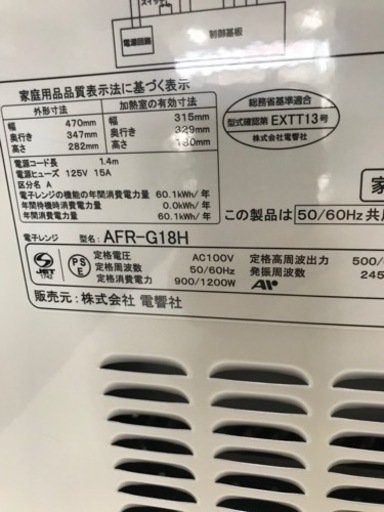 スイッチ
電源回路
制御基板
家庭用品品質表示法に基づく表示
外形寸法 加熱室の有効寸法
幅 470mm 幅 315mm
奥行き 347mm 奥行き 329mm
高さ 282mm 高さ 180mm
電源コード長 1.4m
電源ヒューズ 125V 15A
区分名 A
電子レンジの機能の年間消費電力量 60.1kWh/年
年間待機時消費電力量 0.0kWh/年
年間消費電力量 60.1kWh/年
総務省基準適合
型式確認第 EXTT13号
株式会社 電響社
家
この製品は 50/60Hz共
電子レンジ 型名 AFR-G18H
定格電圧 AC100V 定格高周波出力 500/
定格周波数 50/60Hz 発振周波数 245
定格消費電力 900/1200W
JET
PSE
販売元：株式会社 電響社